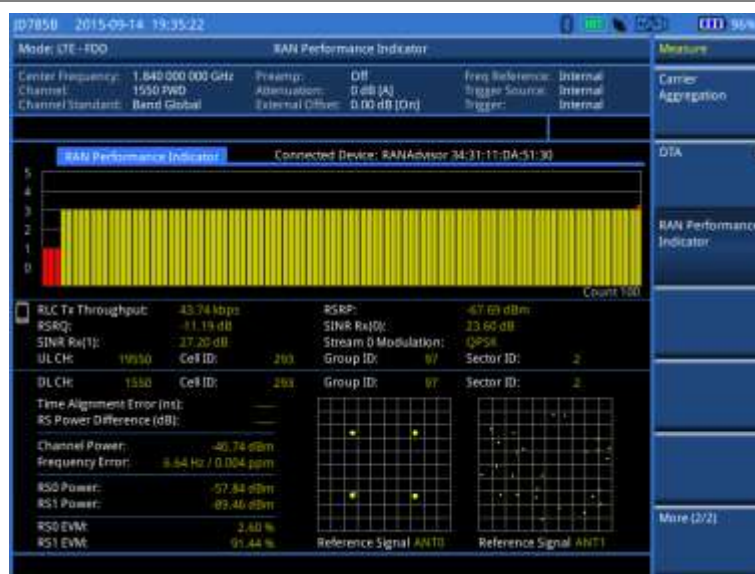 JD785B 2015-09-14 19:35:22 96%
Mode: LTE - FDD RAN Performance Indicator Measure
Center Frequency: 1.840 000 000 GHz Preamp: Off Freq Reference: Internal
Channel: 1550 FWD Attenuation: 0 dB [A] Trigger Source: Internal
Channel Standard: Band Global External Offset: 0.00 dB [On] Trigger: Internal
Carrier
Aggregation
RAN Performance Indicator Connected Device: RANAdvisor 34:31:11:DA:51:30
OTA
5
4
3
2
1
0
RAN Performance
Indicator
Count 100
RLC Tx Throughput: 43.74 kbps RSRP: -67.69 dBm
RSRQ: -11.19 dB SINR Rx(0): 23.60 dB
SINR Rx(1): 27.20 dB Stream 0 Modulation: QPSK
UL CH: 19550 Cell ID: 293 Group ID: 97 Sector ID: 2
DL CH: 1550 Cell ID: 293 Group ID: 97 Sector ID: 2
Time Alignment Error (ns):
RS Power Difference (dB):
Channel Power: -46.74 dBm
Frequency Error: 6.64 Hz / 0.004 ppm
RS0 Power: -57.84 dBm
RS1 Power: -89.46 dBm
RS0 EVM: 2.60 %
RS1 EVM: 91.44 %
Reference Signal ANT0 Reference Signal ANT1
More (2/2)